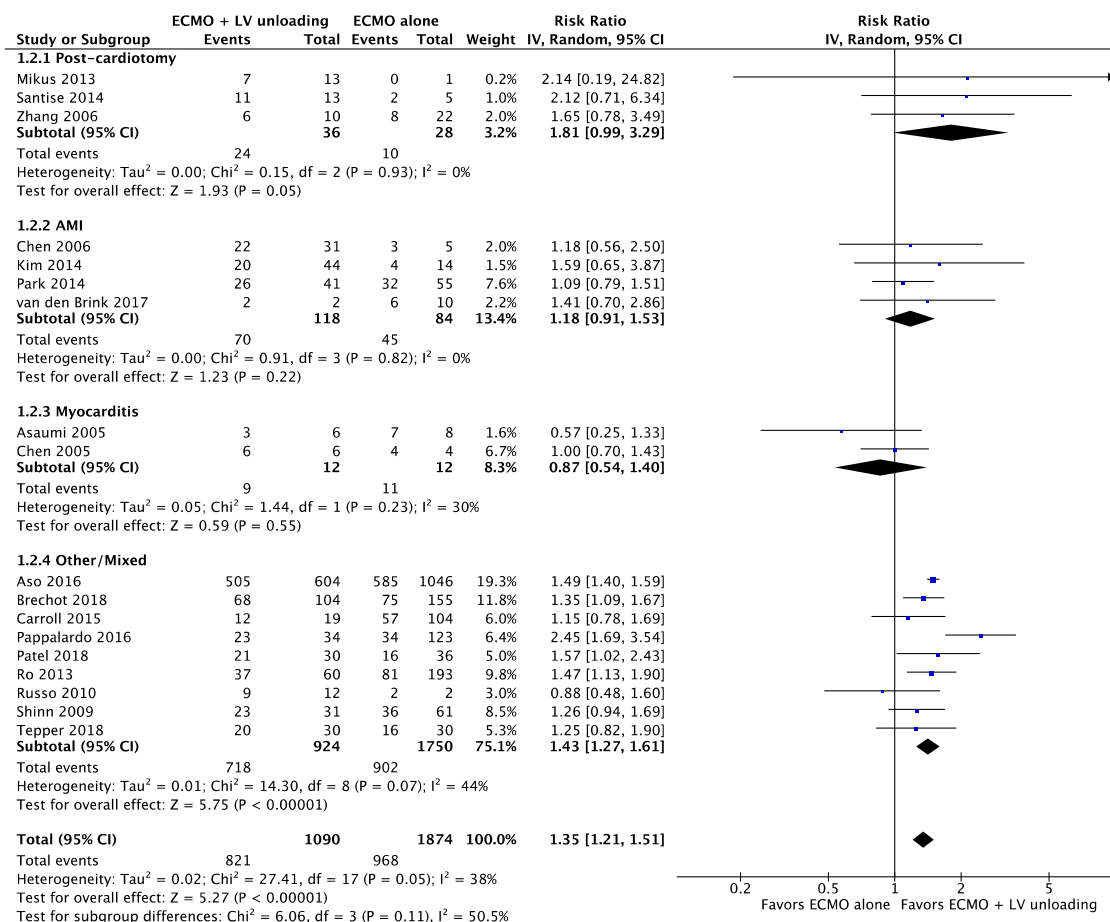 ECMO + LV unloading ECMO alone Risk Ratio Risk Ratio
Study or Subgroup Events Total Events Total Weight IV, Random, 95% CI IV, Random, 95% CI
1.2.1 Post-cardiotomy
Mikus 2013 7 13 0 1 0.2% 2.14 [0.19, 24.82]
Santise 2014 11 13 2 5 1.0% 2.12 [0.71, 6.34]
Zhang 2006 6 10 8 22 2.0% 1.65 [0.78, 3.49]
Subtotal (95% CI) 36 28 3.2% 1.81 [0.99, 3.29]
Total events 24 10
Heterogeneity: Tau² = 0.00; Chi² = 0.15, df = 2 (P = 0.93); I² = 0%
Test for overall effect: Z = 1.93 (P = 0.05)
1.2.2 AMI
Chen 2006 22 31 3 5 2.0% 1.18 [0.56, 2.50]
Kim 2014 20 44 4 14 1.5% 1.59 [0.65, 3.87]
Park 2014 26 41 32 55 7.6% 1.09 [0.79, 1.51]
van den Brink 2017 2 2 6 10 2.2% 1.41 [0.70, 2.86]
Subtotal (95% CI) 118 84 13.4% 1.18 [0.91, 1.53]
Total events 70 45
Heterogeneity: Tau² = 0.00; Chi² = 0.91, df = 3 (P = 0.82); I² = 0%
Test for overall effect: Z = 1.23 (P = 0.22)
1.2.3 Myocarditis
Asaumi 2005 3 6 7 8 1.6% 0.57 [0.25, 1.33]
Chen 2005 6 6 4 4 6.7% 1.00 [0.70, 1.43]
Subtotal (95% CI) 12 12 8.3% 0.87 [0.54, 1.40]
Total events 9 11
Heterogeneity: Tau² = 0.05; Chi² = 1.44, df = 1 (P = 0.23); I² = 30%
Test for overall effect: Z = 0.59 (P = 0.55)
1.2.4 Other/Mixed
Aso 2016 505 604 585 1046 19.3% 1.49 [1.40, 1.59]
Brechot 2018 68 104 75 155 11.8% 1.35 [1.09, 1.67]
Carroll 2015 12 19 57 104 6.0% 1.15 [0.78, 1.69]
Pappalardo 2016 23 34 34 123 6.4% 2.45 [1.69, 3.54]
Patel 2018 21 30 16 36 5.0% 1.57 [1.02, 2.43]
Ro 2013 37 60 81 193 9.8% 1.47 [1.13, 1.90]
Russo 2010 9 12 2 2 3.0% 0.88 [0.48, 1.60]
Shinn 2009 23 31 36 61 8.5% 1.26 [0.94, 1.69]
Tepper 2018 20 30 16 30 5.3% 1.25 [0.82, 1.90]
Subtotal (95% CI) 924 1750 75.1% 1.43 [1.27, 1.61]
Total events 718 902
Heterogeneity: Tau² = 0.01; Chi² = 14.30, df = 8 (P = 0.07); I² = 44%
Test for overall effect: Z = 5.75 (P < 0.00001)
Total (95% CI) 1090 1874 100.0% 1.35 [1.21, 1.51]
Total events 821 968
Heterogeneity: Tau² = 0.02; Chi² = 27.41, df = 17 (P = 0.05); I² = 38%
Test for overall effect: Z = 5.27 (P < 0.00001)
Test for subgroup differences: Chi² = 6.06, df = 3 (P = 0.11), I² = 50.5%
0.2 0.5 1 2 5
Favors ECMO alone Favors ECMO + LV unloading